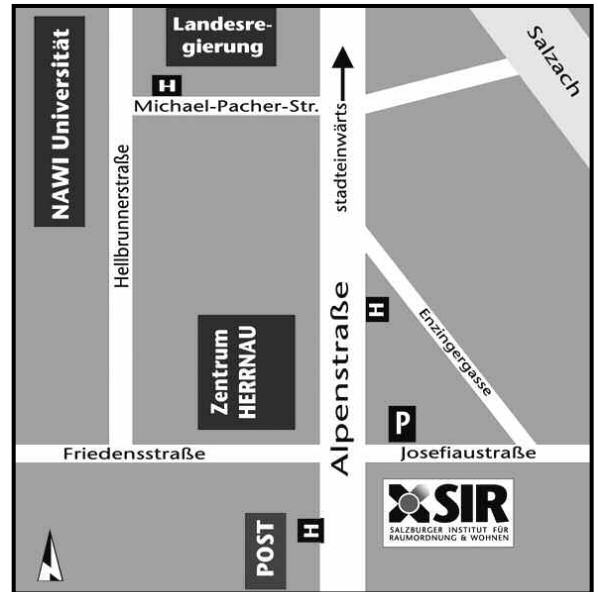 Landesre-
gierung
Salzach
NAWI Universität
H
Michael-Pacher-Str.
stadteinwärts
Hellbrunnerstraße
Alpenstraße
H
Enzingergasse
Zentrum
HERRNAU
P
Friedensstraße
Josefiaustraße
SIR
SALZBURGER INSTITUT FÜR
RAUMORDNUNG & WOHNEN
H
POST